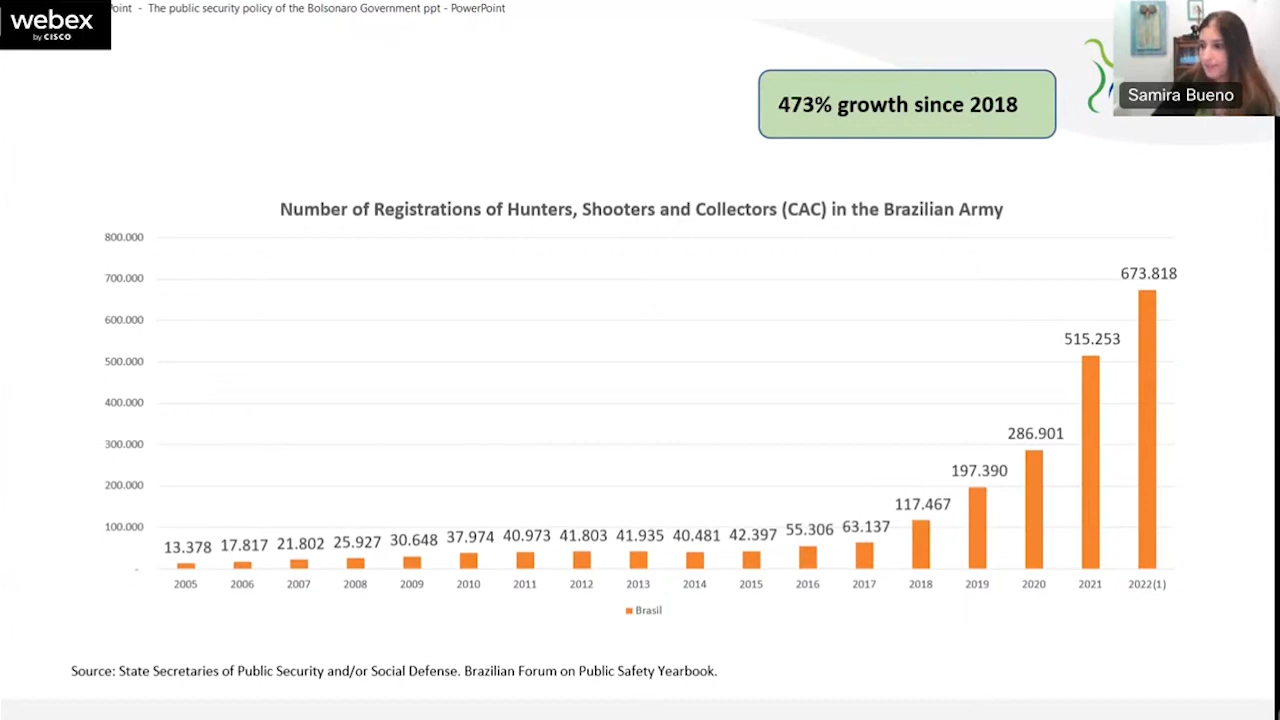 oint - The public security policy of the Bolsonaro Government ppt - PowerPoint
webex
by CISCO
473% growth since 2018
Samira Bueno
Number of Registrations of Hunters, Shooters and Collectors (CAC) in the Brazilian Army
800.000
700.000
600.000
500.000
400.000
300.000
200.000
100.000
-
13.378 17.817 21.802 25.927 30.648 37.974 40.973 41.803 41.935 40.481 42.397 55.306 63.137 117.467 197.390 286.901 515.253 673.818
2005 2006 2007 2008 2009 2010 2011 2012 2013 2014 2015 2016 2017 2018 2019 2020 2021 2022(1)
Brasil
Source: State Secretaries of Public Security and/or Social Defense. Brazilian Forum on Public Safety Yearbook.